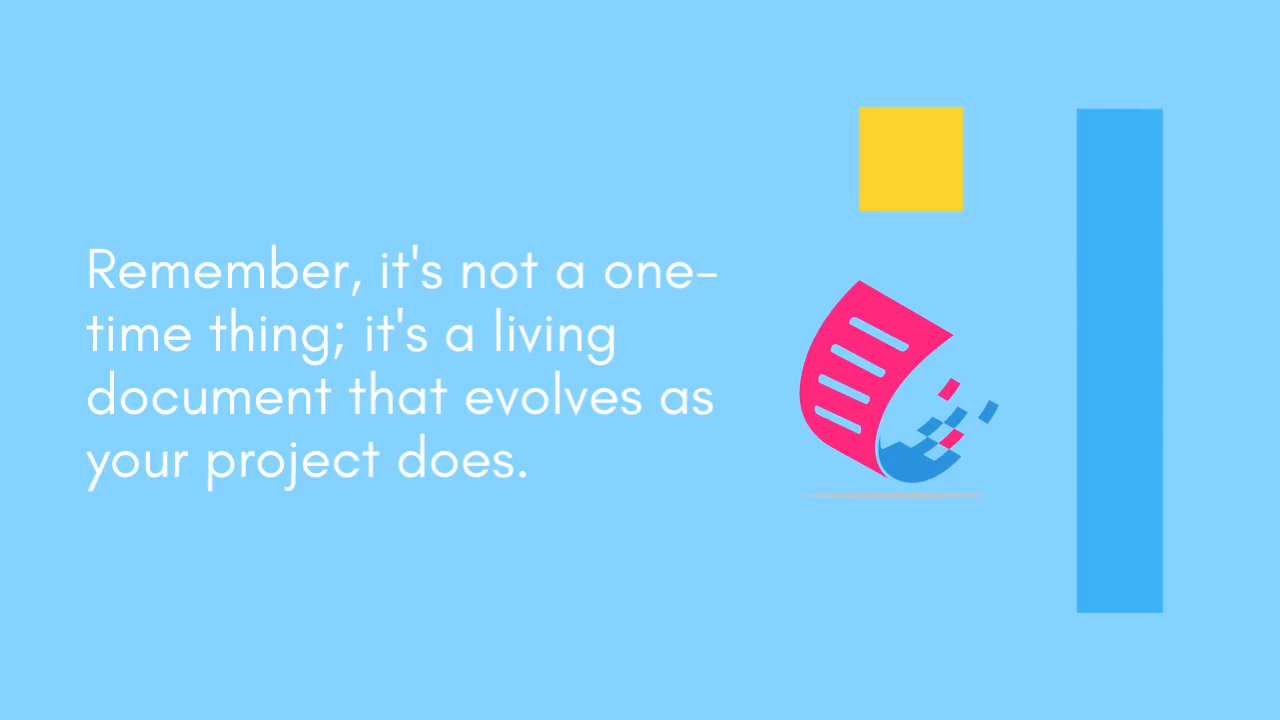 Remember, it's not a one-
time thing; it's a living
document that evolves as
your project does.